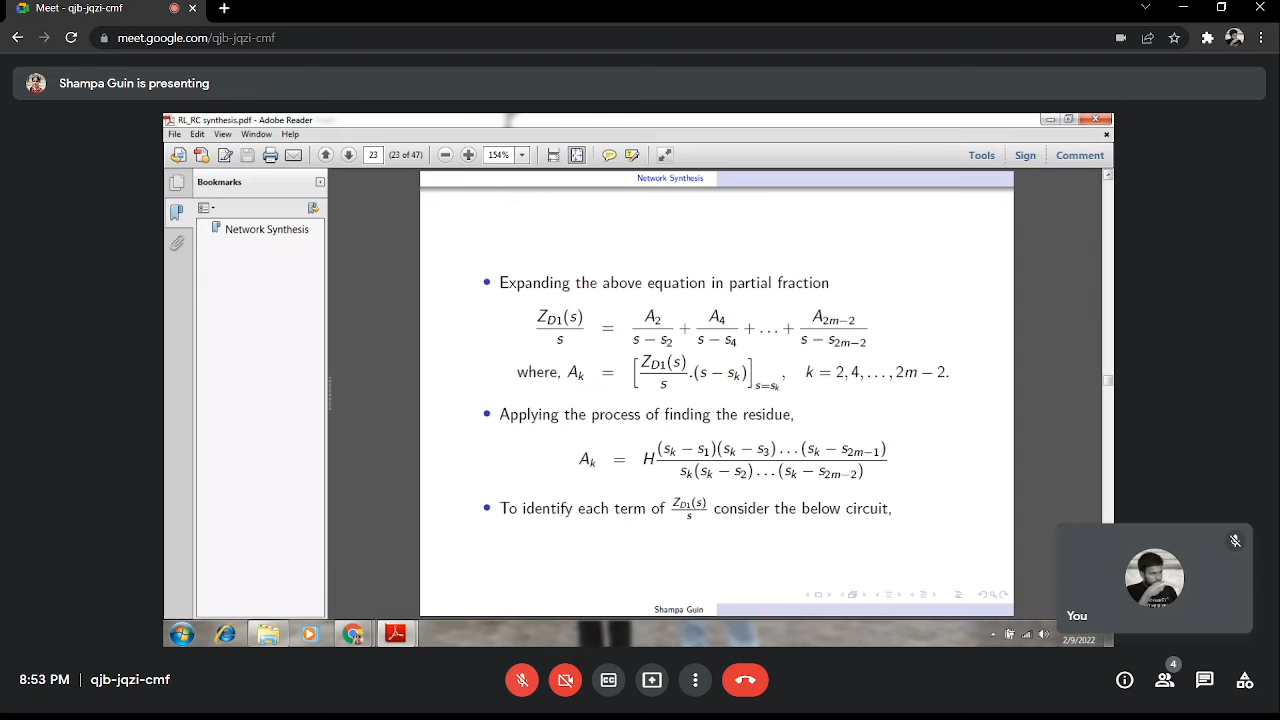 Meet - qjb-jqzi-cmf
meet.google.com/qjb-jqzi-cmf
Shampa Guin is presenting
RL_RC synthesis.pdf - Adobe Reader
File Edit View Window Help
23 (23 of 47) 154% Tools Sign Comment
Bookmarks
Network Synthesis
Network Synthesis
• Expanding the above equation in partial fraction
Z_{D1}(s)/s = A_2/(s − s_2) + A_4/(s − s_4) + . . . + A_{2m−2}/(s − s_{2m−2})
where, A_k = [Z_{D1}(s)/s .(s − s_k)]_{s=s_k}, k = 2, 4, . . . , 2m − 2.
• Applying the process of finding the residue,
A_k = H (s_k − s_1)(s_k − s_3) . . . (s_k − s_{2m−1})/s_k(s_k − s_2) . . . (s_k − s_{2m−2})
• To identify each term of Z_{D1}(s)/s consider the below circuit,
Shampa Guin
2/9/2022
You
8:53 PM | qjb-jqzi-cmf
4